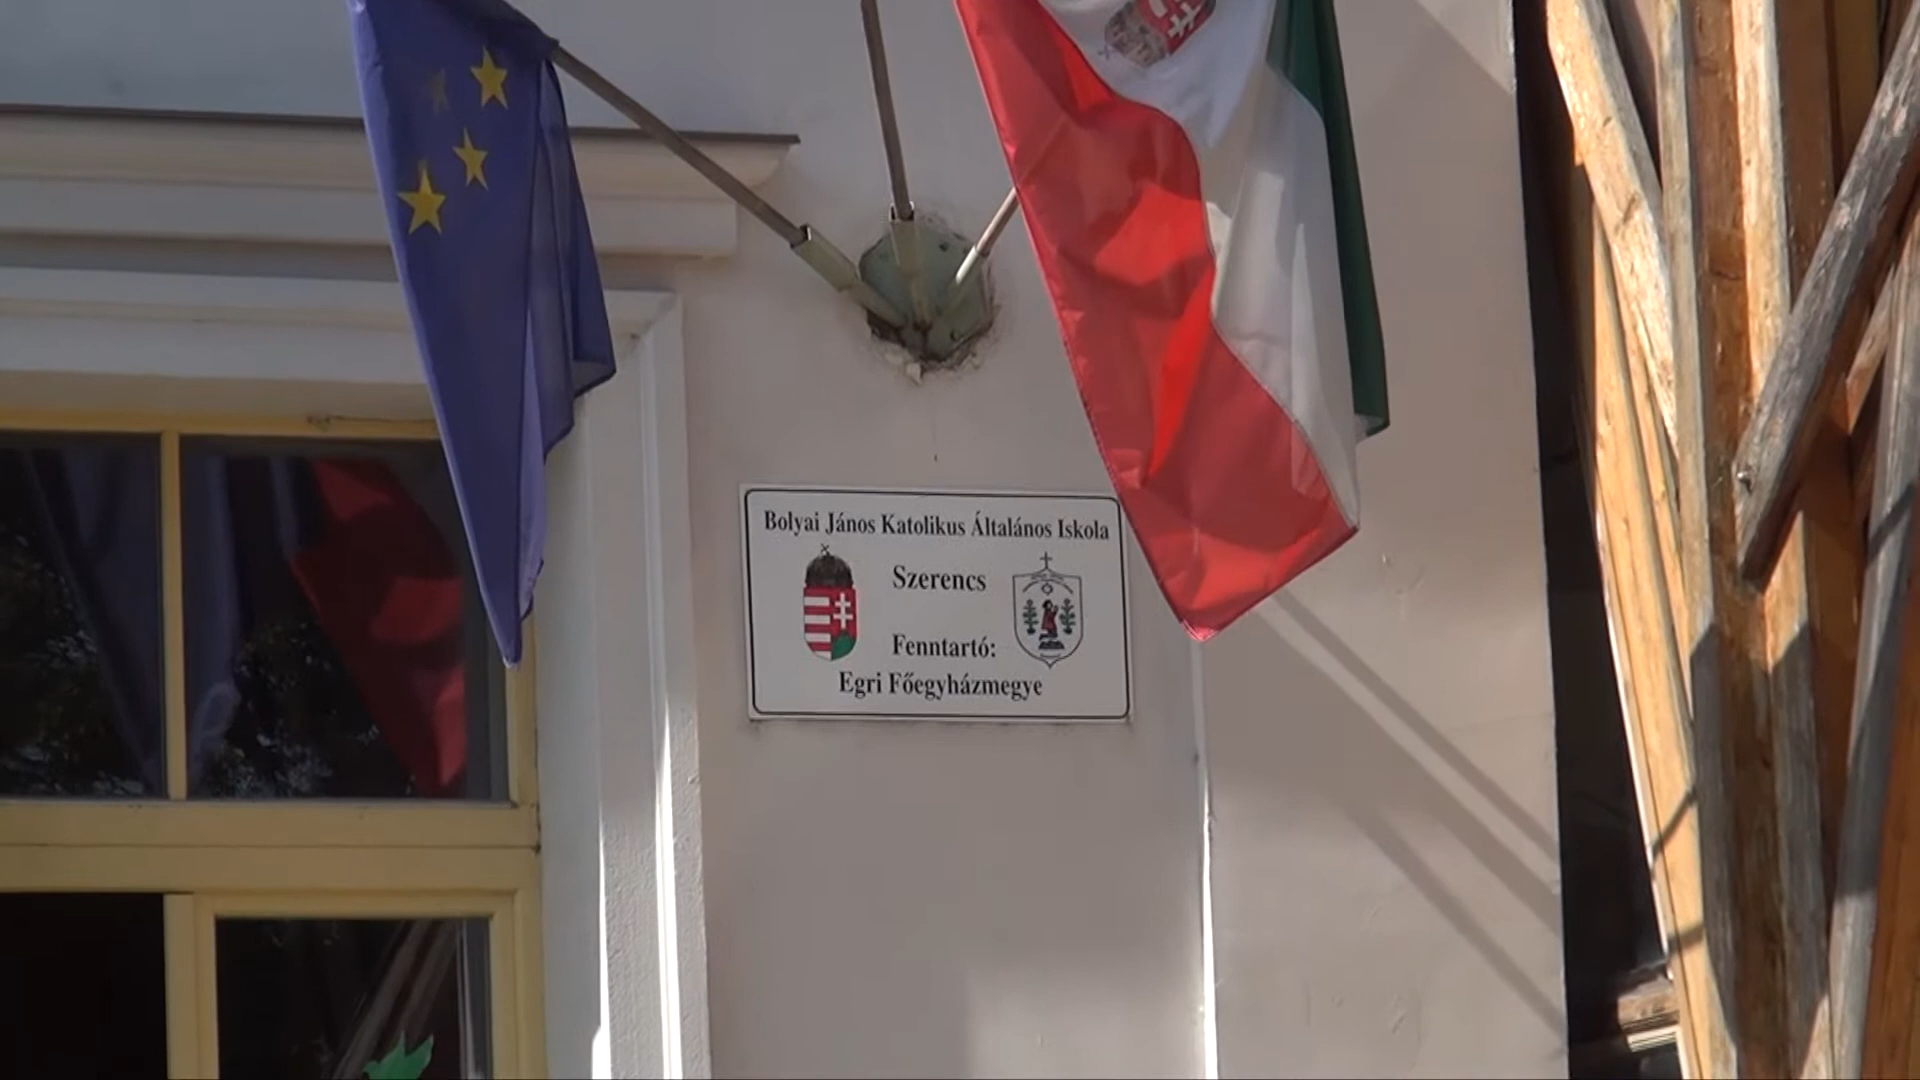 Bolyai János Katolikus Általános Iskola
Szerencs
Fenntartó:
Egri Főegyházmegye